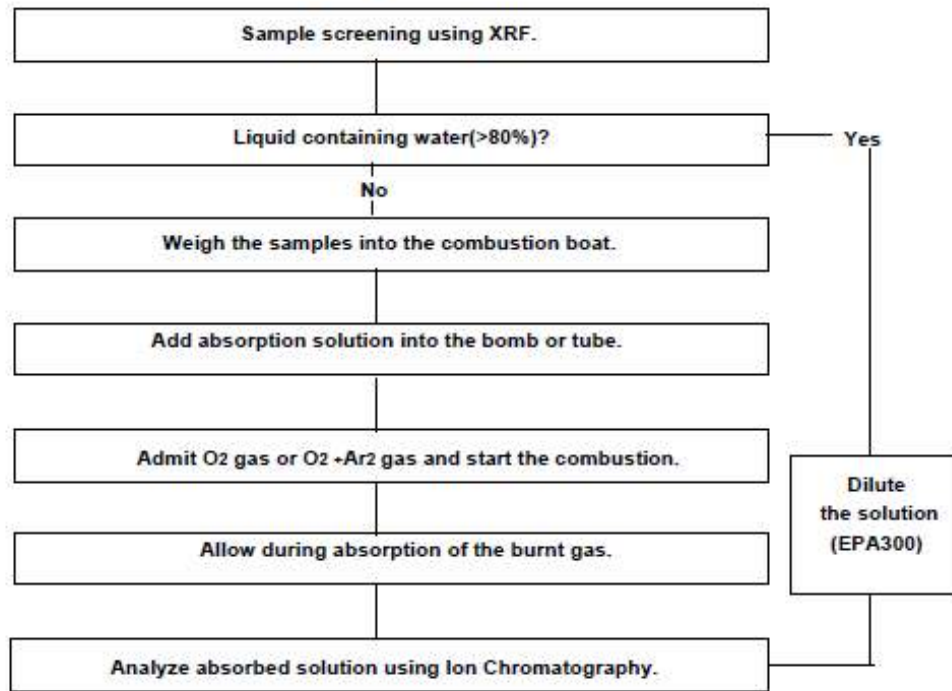 Sample screening using XRF.
Liquid containing water(>80%)?
Yes
No
Weigh the samples into the combustion boat.
Add absorption solution into the bomb or tube.
Admit O2 gas or O2 +Ar2 gas and start the combustion.
Dilute
the solution
(EPA300)
Allow during absorption of the burnt gas.
Analyze absorbed solution using Ion Chromatography.